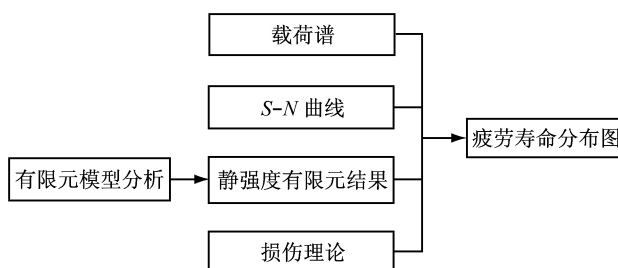 载荷谱
S-N 曲线
有限元模型分析
静强度有限元结果
损伤理论
疲劳寿命分布图